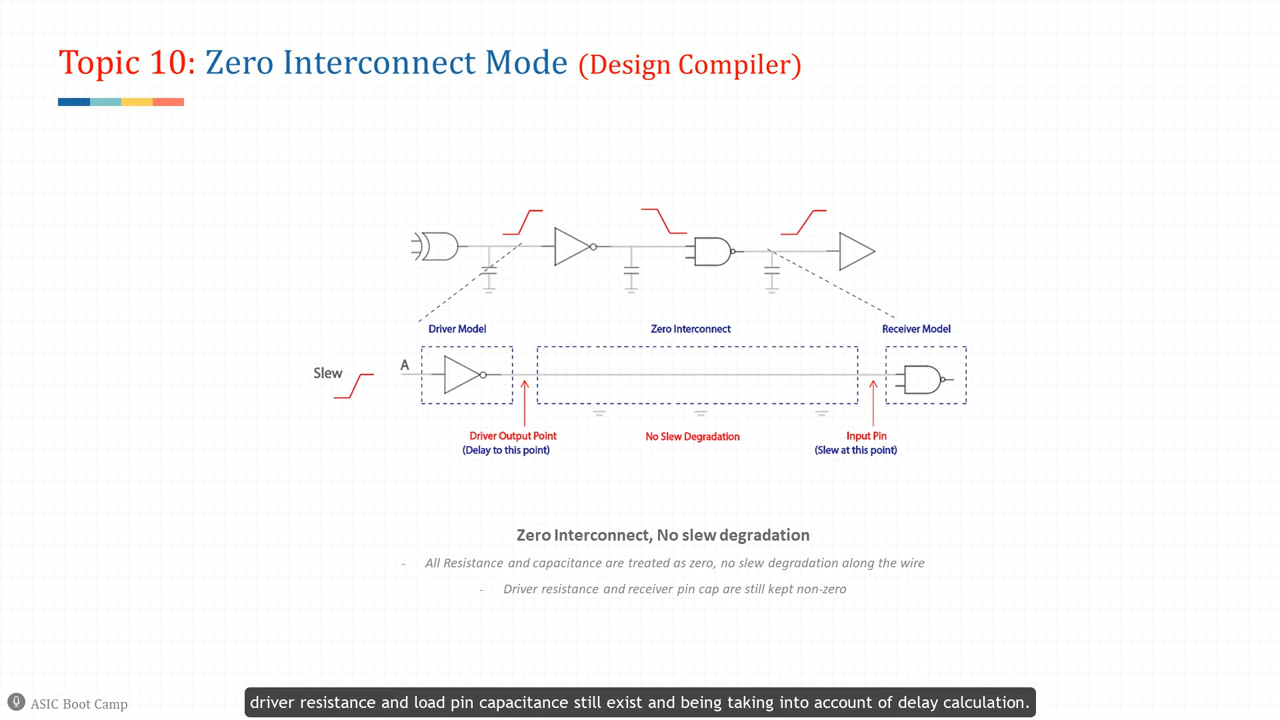 Topic 10: Zero Interconnect Mode (Design Compiler)
Driver Model
Zero Interconnect
Receiver Model
Slew
A
Driver Output Point
(Delay to this point)
No Slew Degradation
Input Pin
(Slew at this point)
Zero Interconnect, No slew degradation
- All Resistance and capacitance are treated as zero, no slew degradation along the wire
- Driver resistance and receiver pin cap are still kept non-zero
ASIC Boot Camp
driver resistance and load pin capacitance still exist and being taking into account of delay calculation.